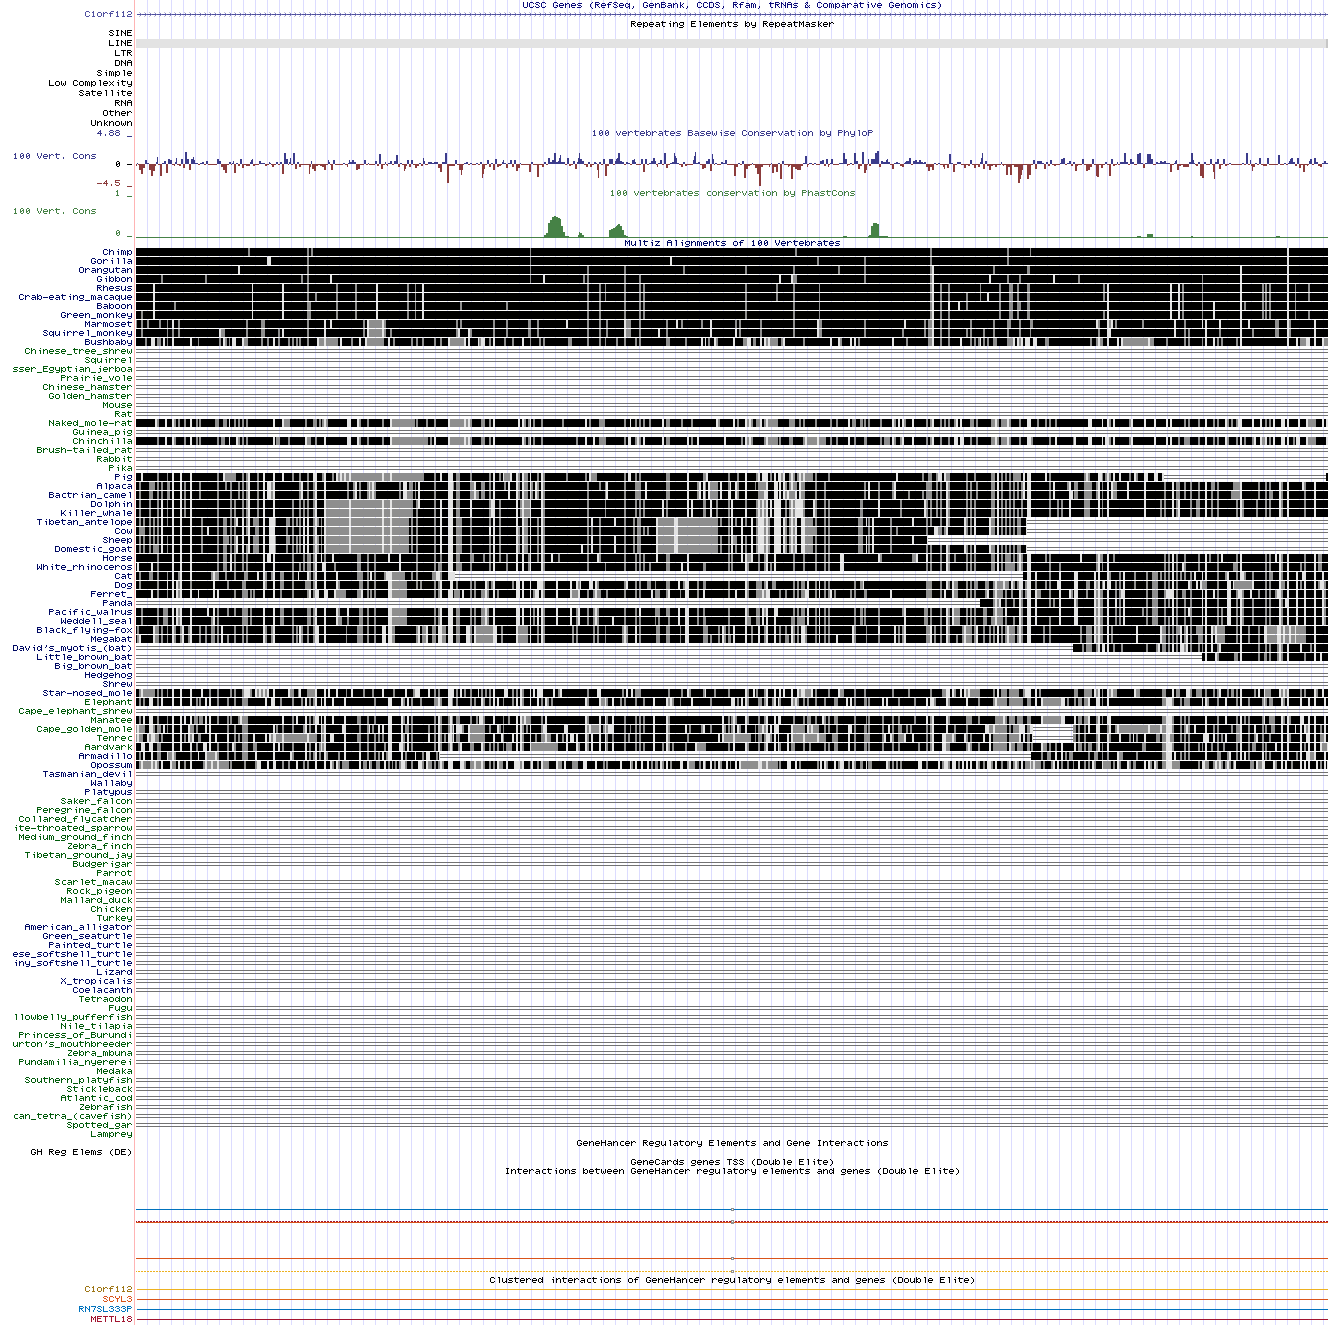 UCSC Genes (RefSeq, GenBank, CCDS, Rfam, tRNAs & Comparative Genomics)
C1orf112
Repeating Elements by RepeatMasker
SINE
LINE
LTR
DNA
Simple
Low Complexity
Satellite
RNA
Other
Unknown
4.88 _
100 vertebrates Basewise Conservation by PhyloP
100 Vert. Cons
0 -
-4.5 _
100 vertebrates conservation by PhastCons
1 _
100 Vert. Cons
0 _
Multiz Alignments of 100 Vertebrates
Chimp
Gorilla
Orangutan
Gibbon
Rhesus
Crab-eating_macaque
Baboon
Green_monkey
Marmoset
Squirrel_monkey
Bushbaby
Chinese_tree_shrew
Squirrel
sser_Egyptian_jerboa
Prairie_vole
Chinese_hamster
Golden_hamster
Mouse
Rat
Naked_mole-rat
Guinea_pig
Chinchilla
Brush-tailed_rat
Rabbit
Pika
Pig
Alpaca
Bactrian_camel
Dolphin
Killer_whale
Tibetan_antelope
Cow
Sheep
Domestic_goat
Horse
White_rhinoceros
Cat
Dog
Ferret_
Panda
Pacific_walrus
Weddell_seal
Black_flying-fox
Megabat
David's_myotis_(bat)
Little_brown_bat
Big_brown_bat
Hedgehog
Shrew
Star-nosed_mole
Elephant
Cape_elephant_shrew
Manatee
Cape_golden_mole
Tenrec
Aardvark
Armadillo
Opossum
Tasmanian_devil
Wallaby
Platypus
Saker_falcon
Peregrine_falcon
Collared_flycatcher
ite-throated_sparrow
Medium_ground_finch
Zebra_finch
Tibetan_ground_jay
Budgerigar
Parrot
Scarlet_macaw
Rock_pigeon
Mallard_duck
Chicken
Turkey
American_alligator
Green_seaturtle
Painted_turtle
ese_softshell_turtle
iny_softshell_turtle
Lizard
X_tropicalis
Coelacanth
Tetraodon
Fugu
llowbelly_pufferfish
Nile_tilapia
Princess_of_Burundi
urton's_mouthbreeder
Zebra_mbuna
Pundamilia_nyererei
Medaka
Southern_platyfish
Stickleback
Atlantic_cod
Zebrafish
can_tetra_(cavefish)
Spotted_gar
Lamprey
GeneHancer Regulatory Elements and Gene Interactions
GH Reg Elems (DE)
GeneCards genes TSS (Double Elite)
Interactions between GeneHancer regulatory elements and genes (Double Elite)
Clustered interactions of GeneHancer regulatory elements and genes (Double Elite)
C1orf112
SCYL3
RN7SL333P
METTL18